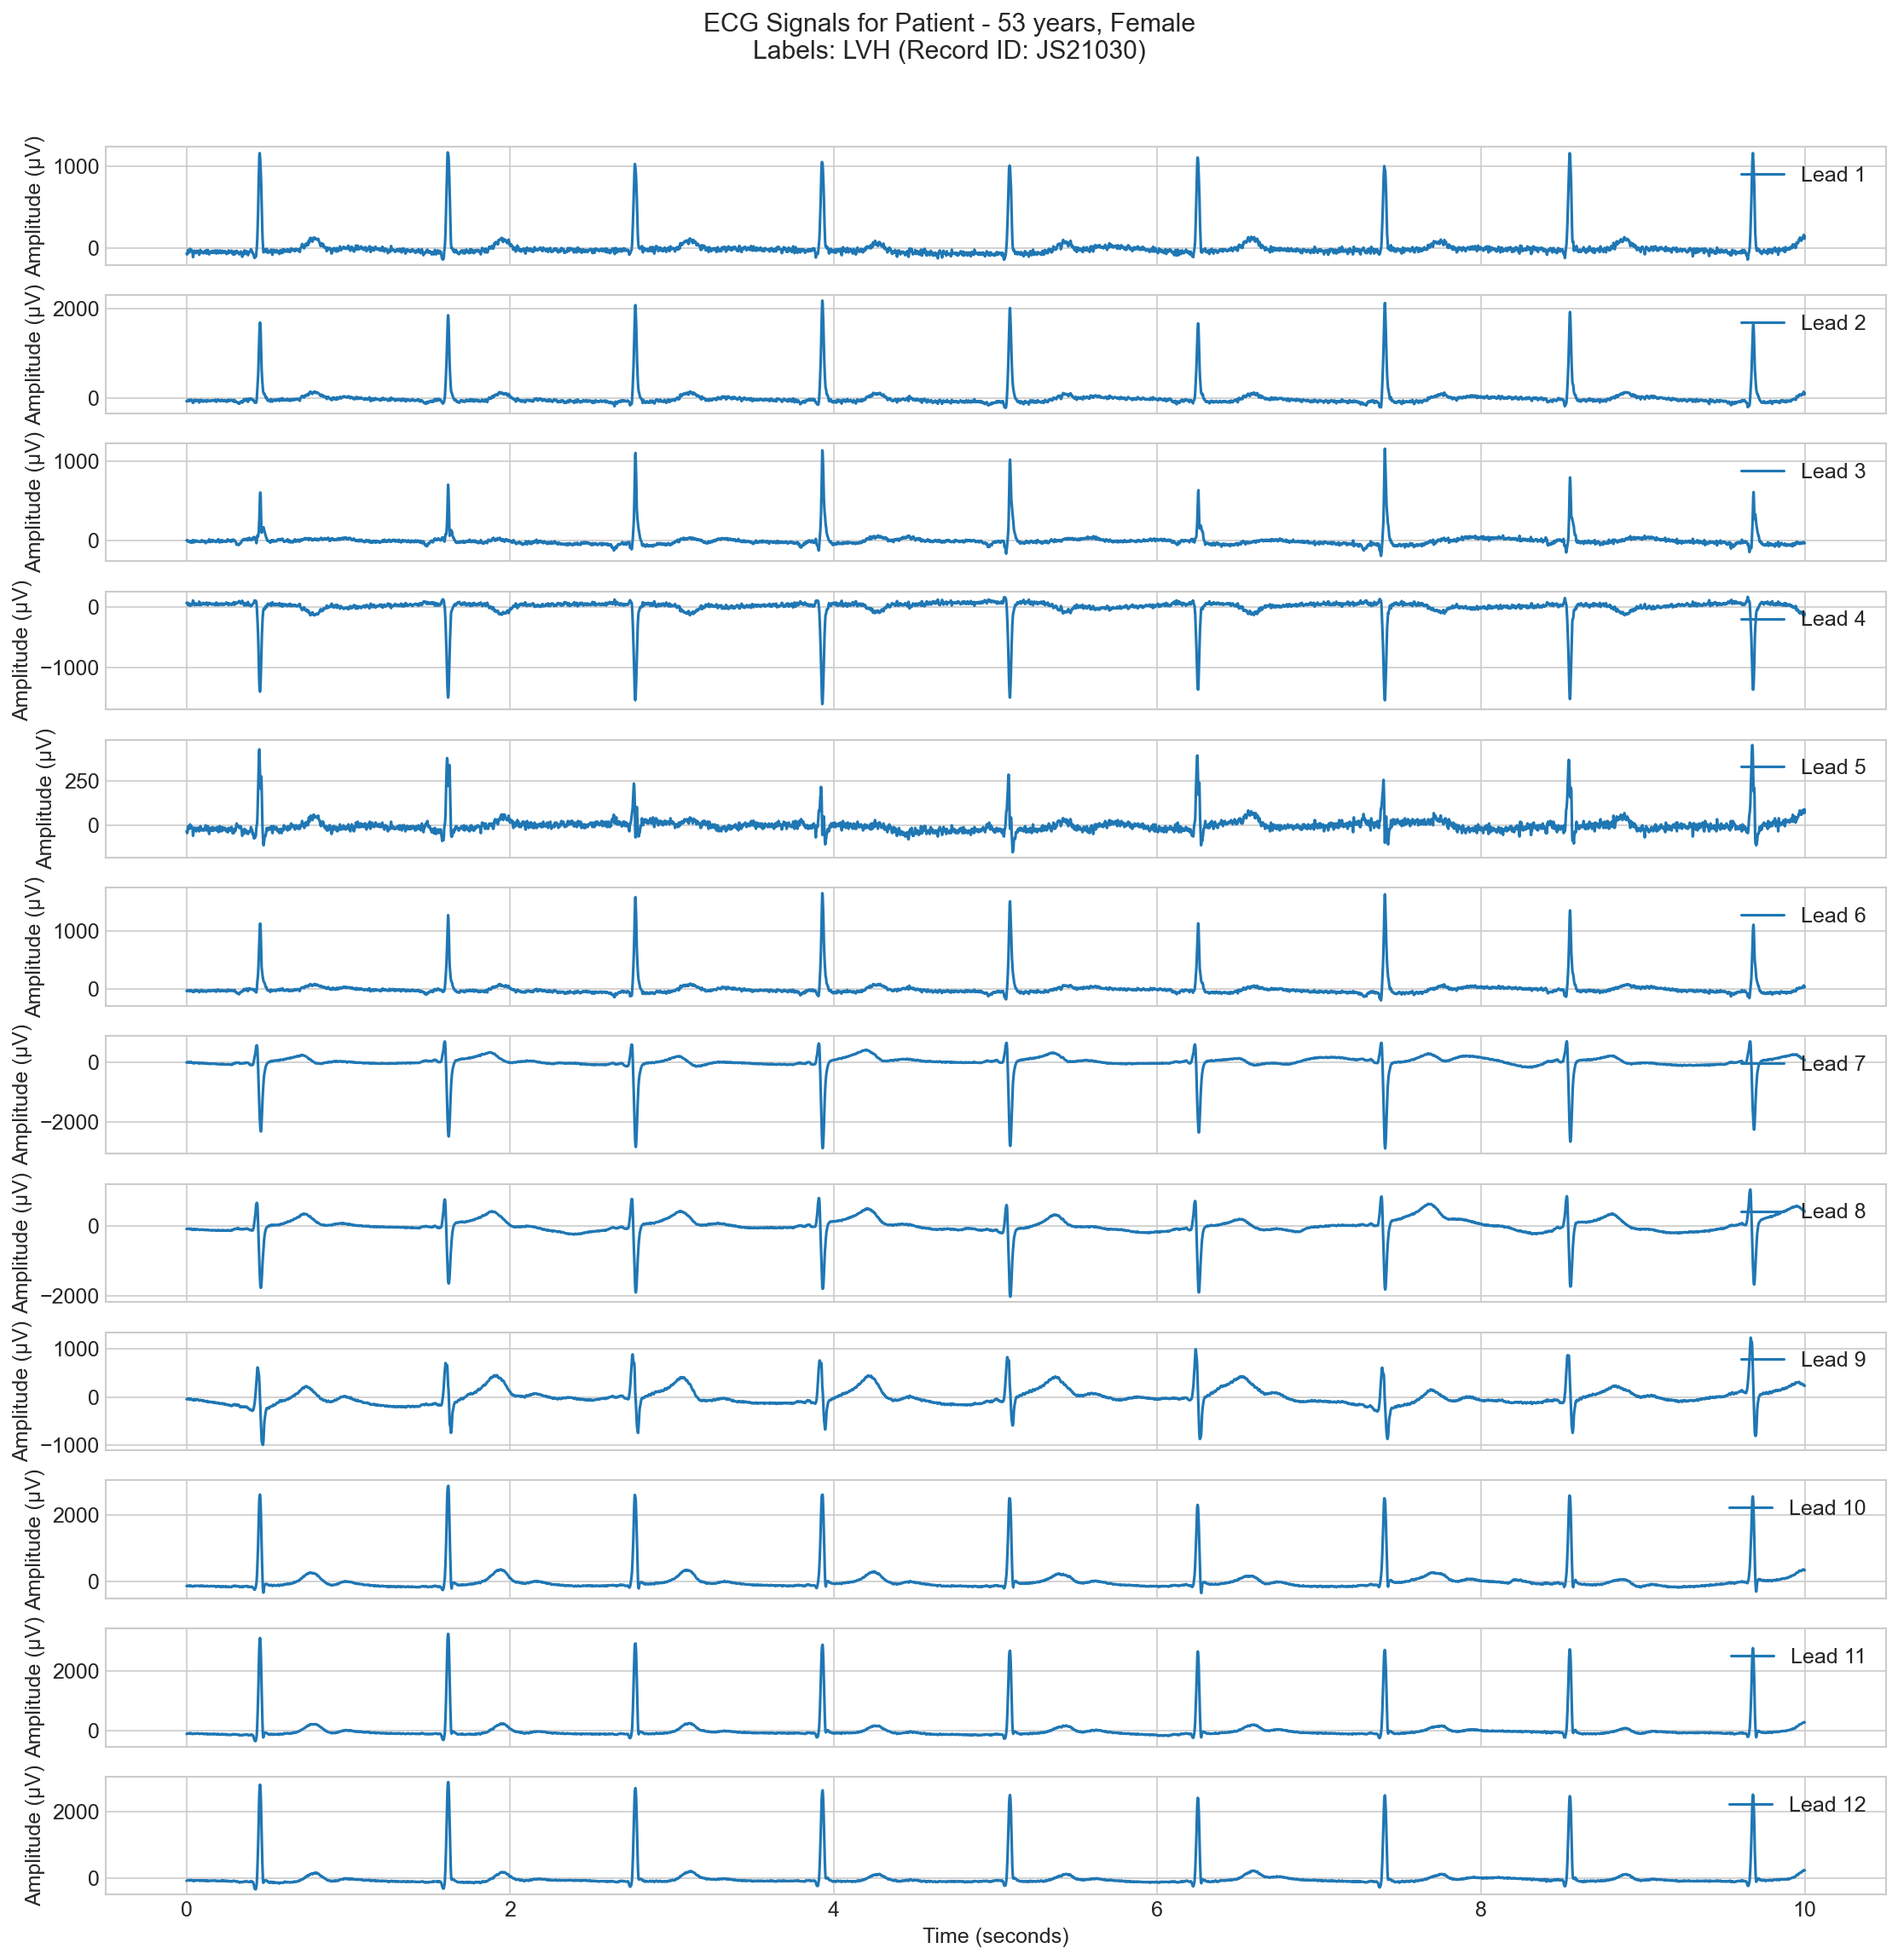 ECG Signals for Patient - 53 years, Female
Labels: LVH (Record ID: JS21030)
Amplitude (µV)
1000
0
Lead 1
Amplitude (µV)
2000
0
Lead 2
Amplitude (µV)
1000
0
Lead 3
Amplitude (µV)
0
−1000
Lead 4
Amplitude (µV)
250
0
Lead 5
Amplitude (µV)
1000
0
Lead 6
Amplitude (µV)
0
−2000
Lead 7
Amplitude (µV)
0
−2000
Lead 8
Amplitude (µV)
1000
0
−1000
Lead 9
Amplitude (µV)
2000
0
Lead 10
Amplitude (µV)
2000
0
Lead 11
Amplitude (µV)
2000
0
Lead 12
0 2 4 6 8 10
Time (seconds)